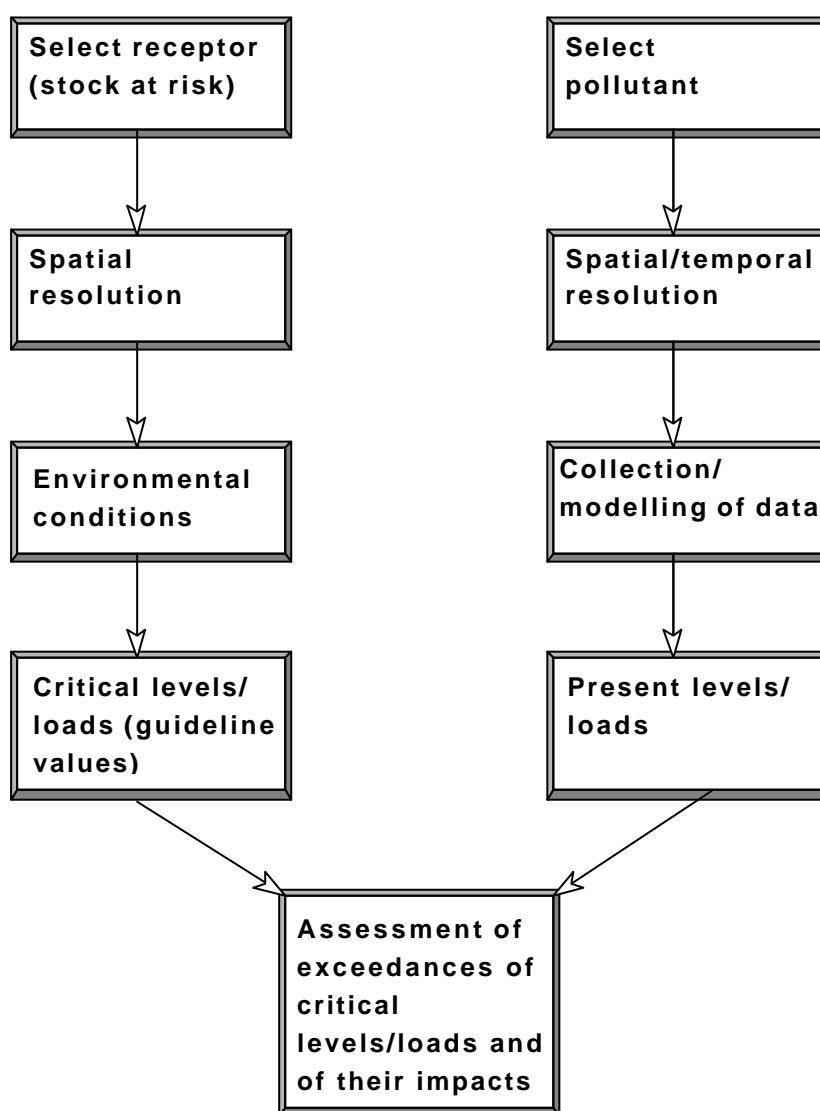 Select receptor
(stock at risk)
Spatial
resolution
Environmental
conditions
Critical levels/
loads (guideline
values)
Select
pollutant
Spatial/temporal
resolution
Collection/
modelling of data
Present levels/
loads
Assessment of
exceedances of
critical
levels/loads and
of their impacts